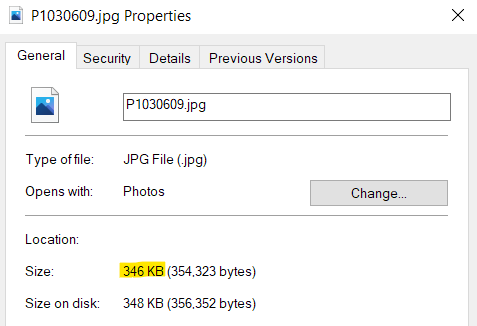 P1030609.jpg Properties
General Security Details Previous Versions
P1030609.jpg
Type of file: JPG File (.jpg)
Opens with: Photos Change...
Location:
Size: 346 KB (354,323 bytes)
Size on disk: 348 KB (356,352 bytes)